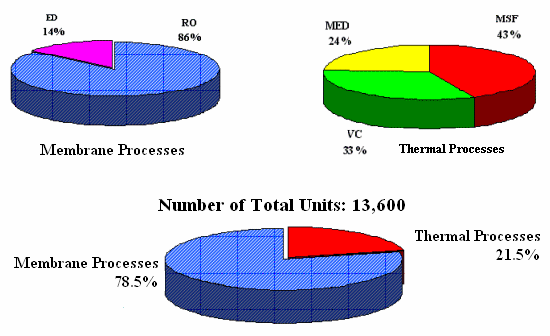 ED
14%
RO
86%
Membrane Processes
MED
24%
MSF
43%
VC
33%
Thermal Processes
Number of Total Units: 13,600
Membrane Processes
78.5%
Thermal Processes
21.5%